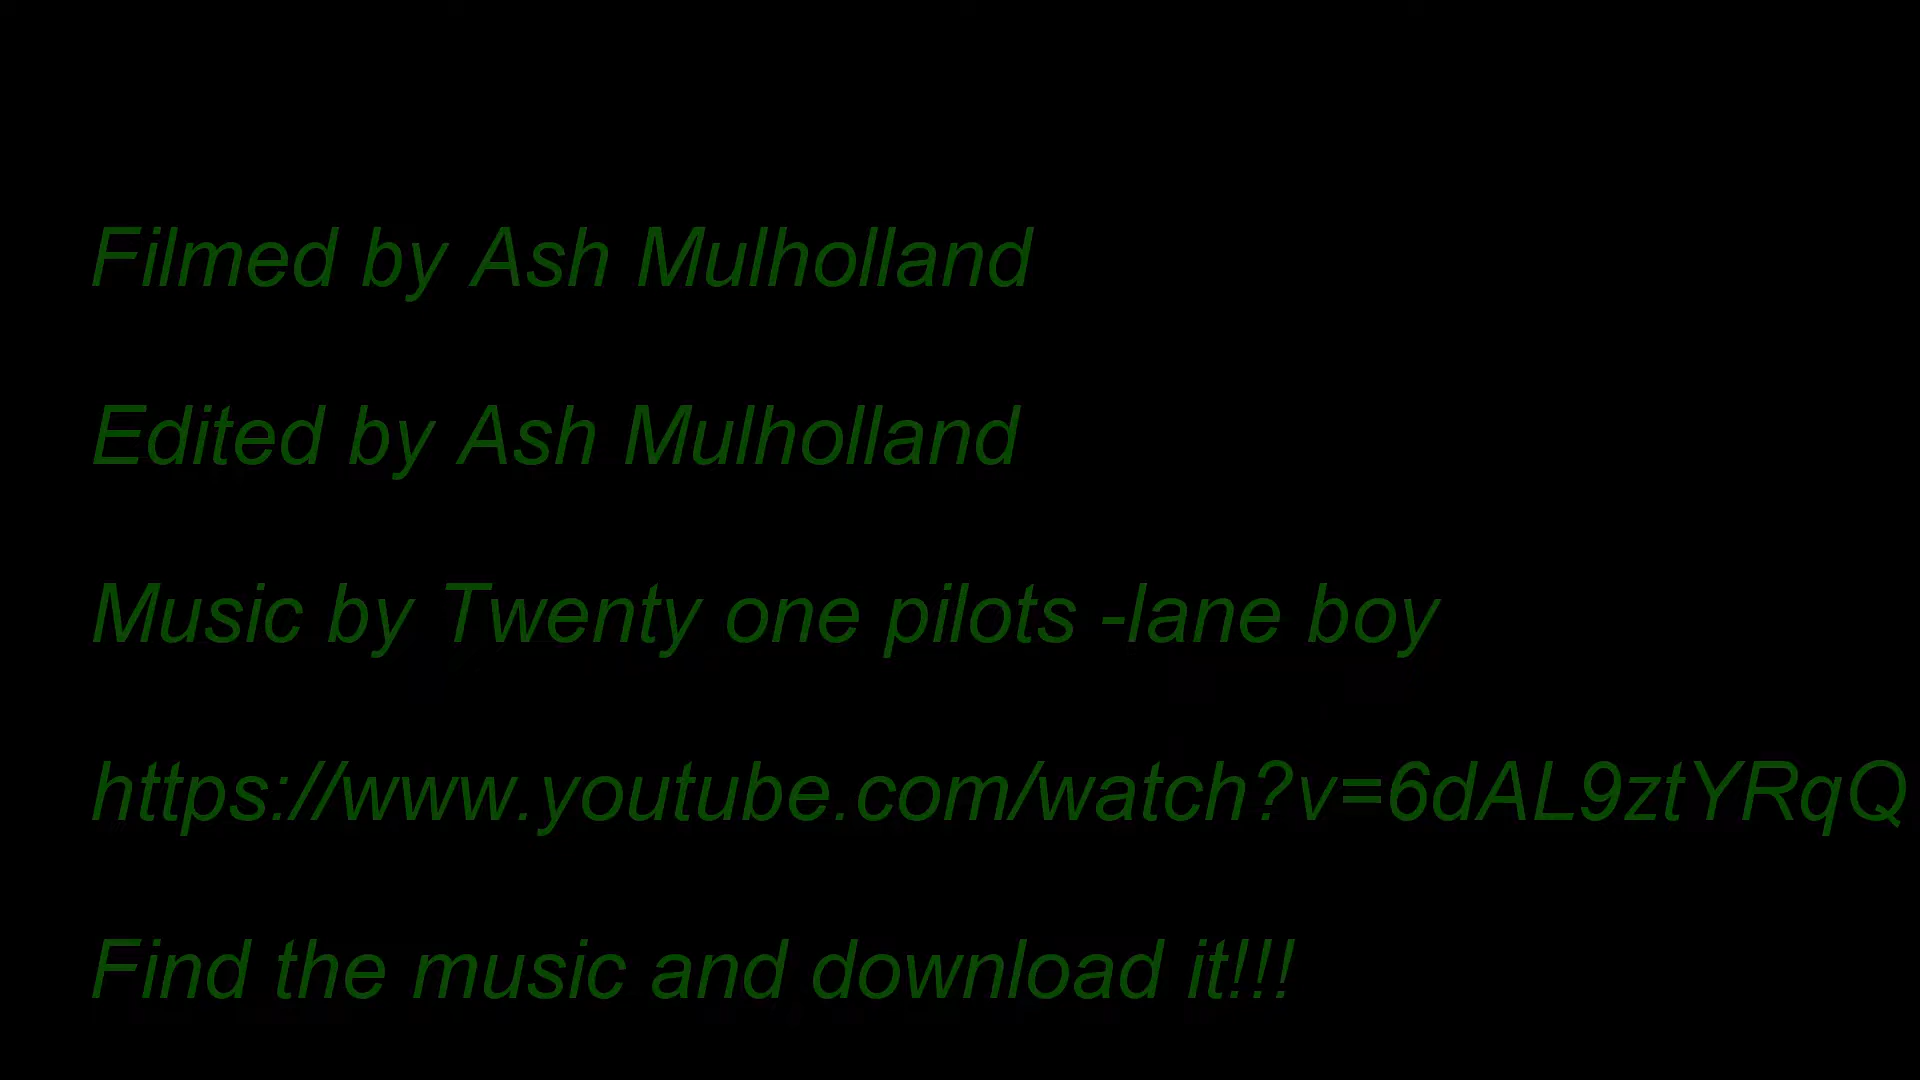 Filmed by Ash Mulholland
Edited by Ash Mulholland
Music by Twenty one pilots -lane boy
https://www.youtube.com/watch?v=6dAL9ztYRqQ
Find the music and download it!!!